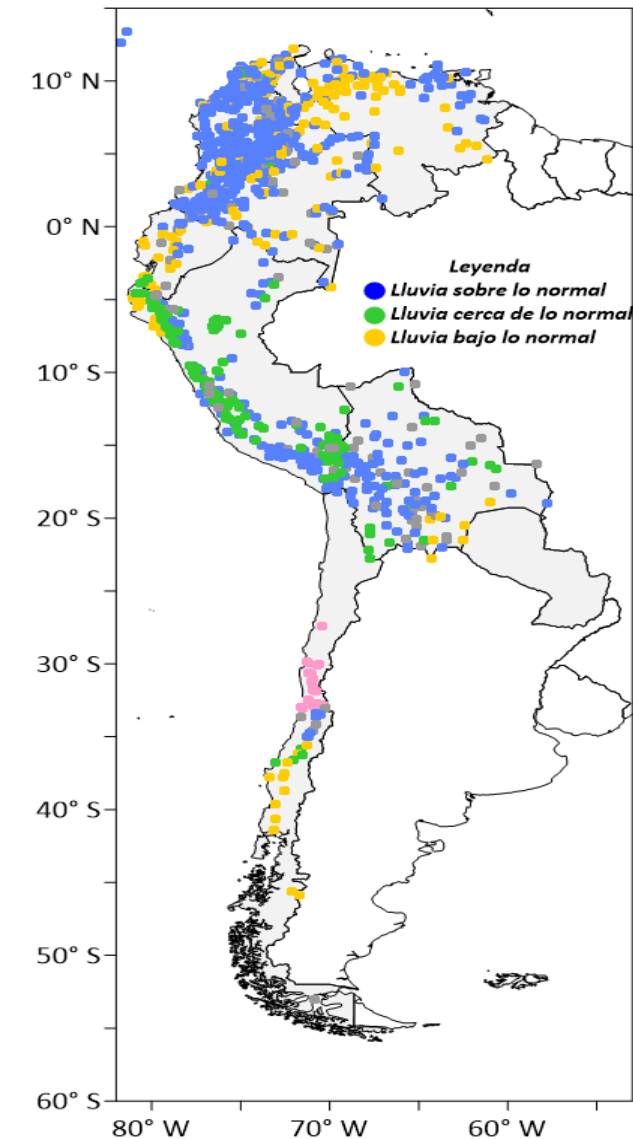 10° N
0° N
Leyenda
Lluvia sobre lo normal
Lluvia cerca de lo normal
Lluvia bajo lo normal
10° S
20° S
30° S
40° S
50° S
60° S
80° W
70° W
60° W